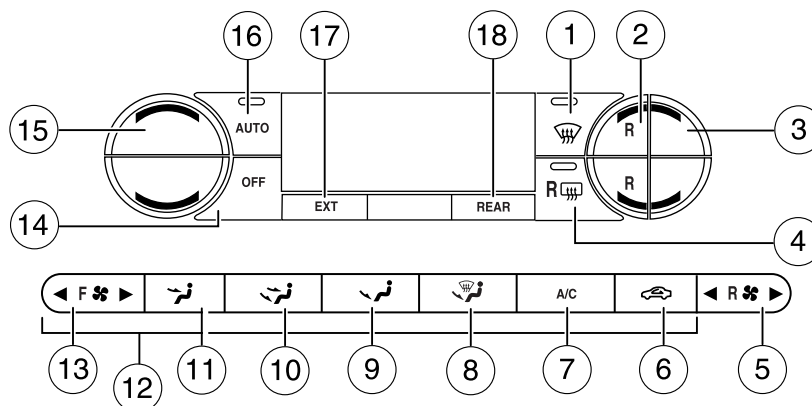 16 17 18 1 2
15 AUTO R 3
OFF R R
14 EXT REAR 4
F A/C R
13 12 11 10 9 8 7 6 5